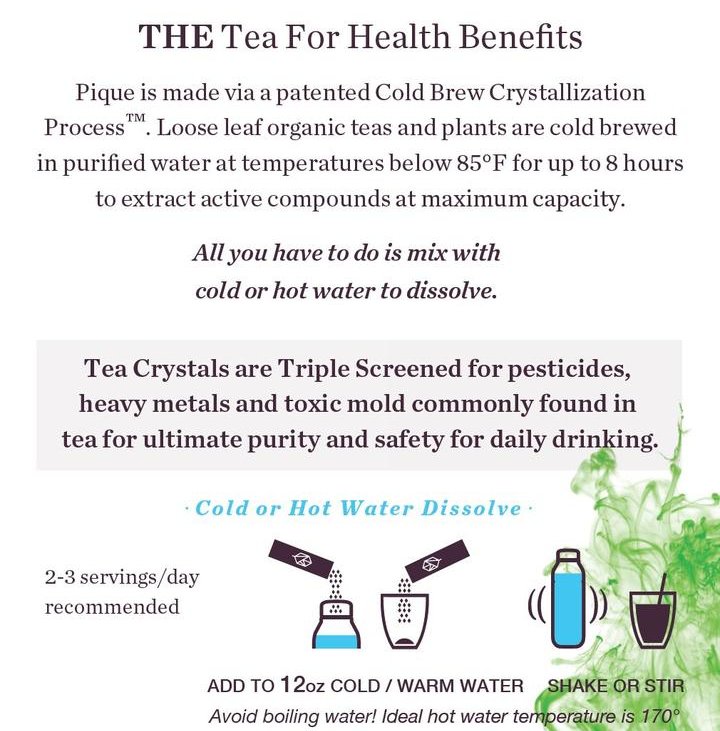 THE Tea For Health Benefits
Pique is made via a patented Cold Brew Crystallization
Process™. Loose leaf organic teas and plants are cold brewed
in purified water at temperatures below 85°F for up to 8 hours
to extract active compounds at maximum capacity.
All you have to do is mix with
cold or hot water to dissolve.
Tea Crystals are Triple Screened for pesticides,
heavy metals and toxic mold commonly found in
tea for ultimate purity and safety for daily drinking.
· Cold or Hot Water Dissolve ·
2-3 servings/day
recommended
ADD TO 12oz COLD / WARM WATER SHAKE OR STIR
Avoid boiling water! Ideal hot water temperature is 170°